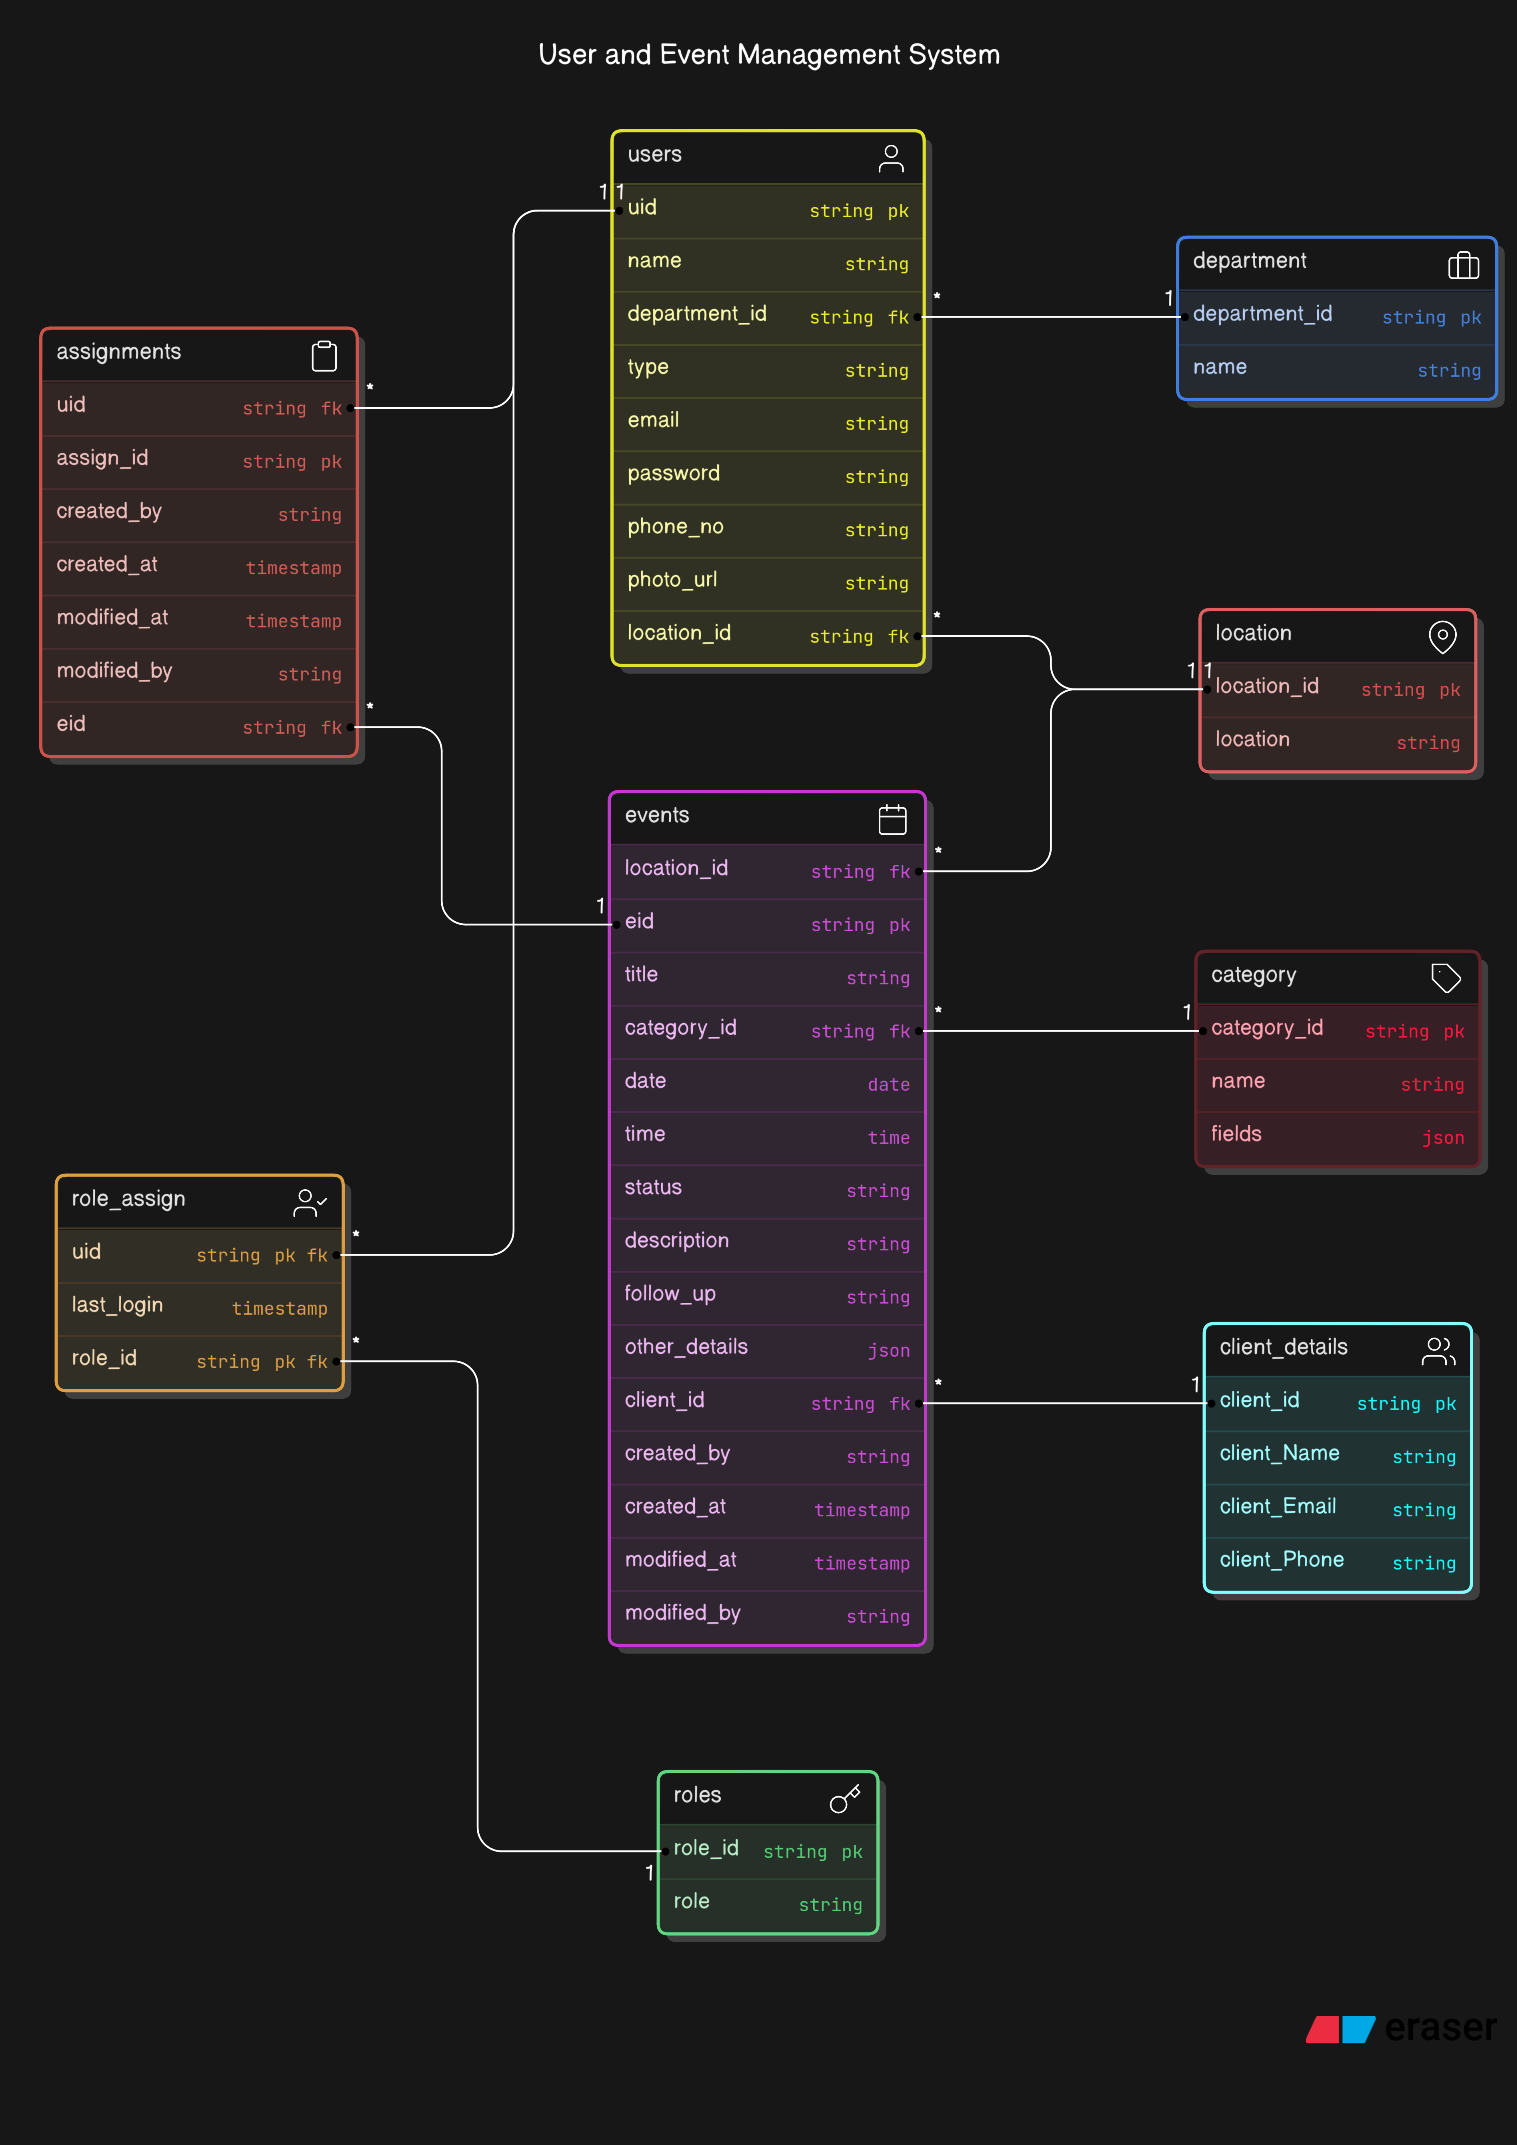 User and Event Management System
users
1 1
uid string pk
name string
department_id string fk
*
1
type string
email string
password string
phone_no string
photo_url string
location_id string fk
*
department
department_id string pk
name string
assignments
uid string fk
*
assign_id string pk
created_by string
created_at timestamp
modified_at timestamp
modified_by string
eid string fk
*
location
1 1
location_id string pk
location string
events
location_id string fk
*
1
eid string pk
title string
category_id string fk
*
1
date date
time time
status string
description string
follow_up string
other_details json
client_id string fk
*
1
created_by string
created_at timestamp
modified_at timestamp
modified_by string
category
category_id string pk
name string
fields json
role_assign
uid string pk fk
*
last_login timestamp
role_id string pk fk
*
client_details
client_id string pk
client_Name string
client_Email string
client_Phone string
roles
role_id string pk
1
role string
eraser